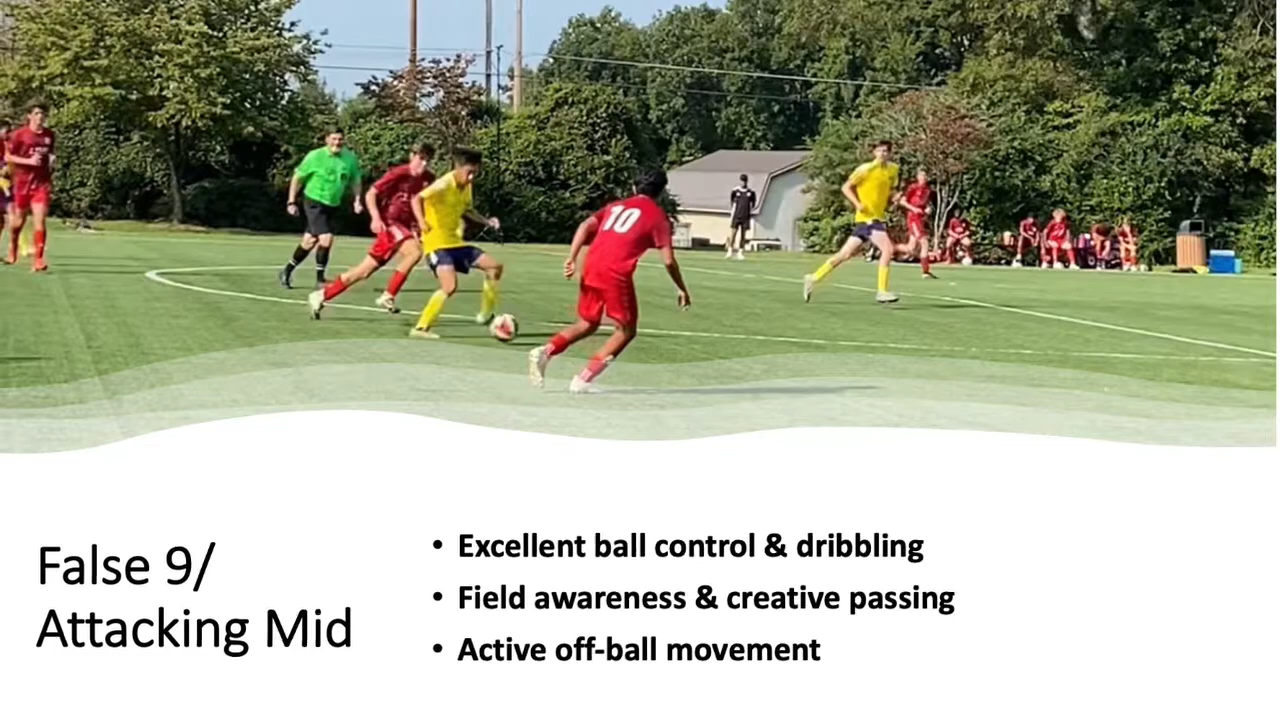 10
False 9/
Attacking Mid
• Excellent ball control & dribbling
• Field awareness & creative passing
• Active off-ball movement